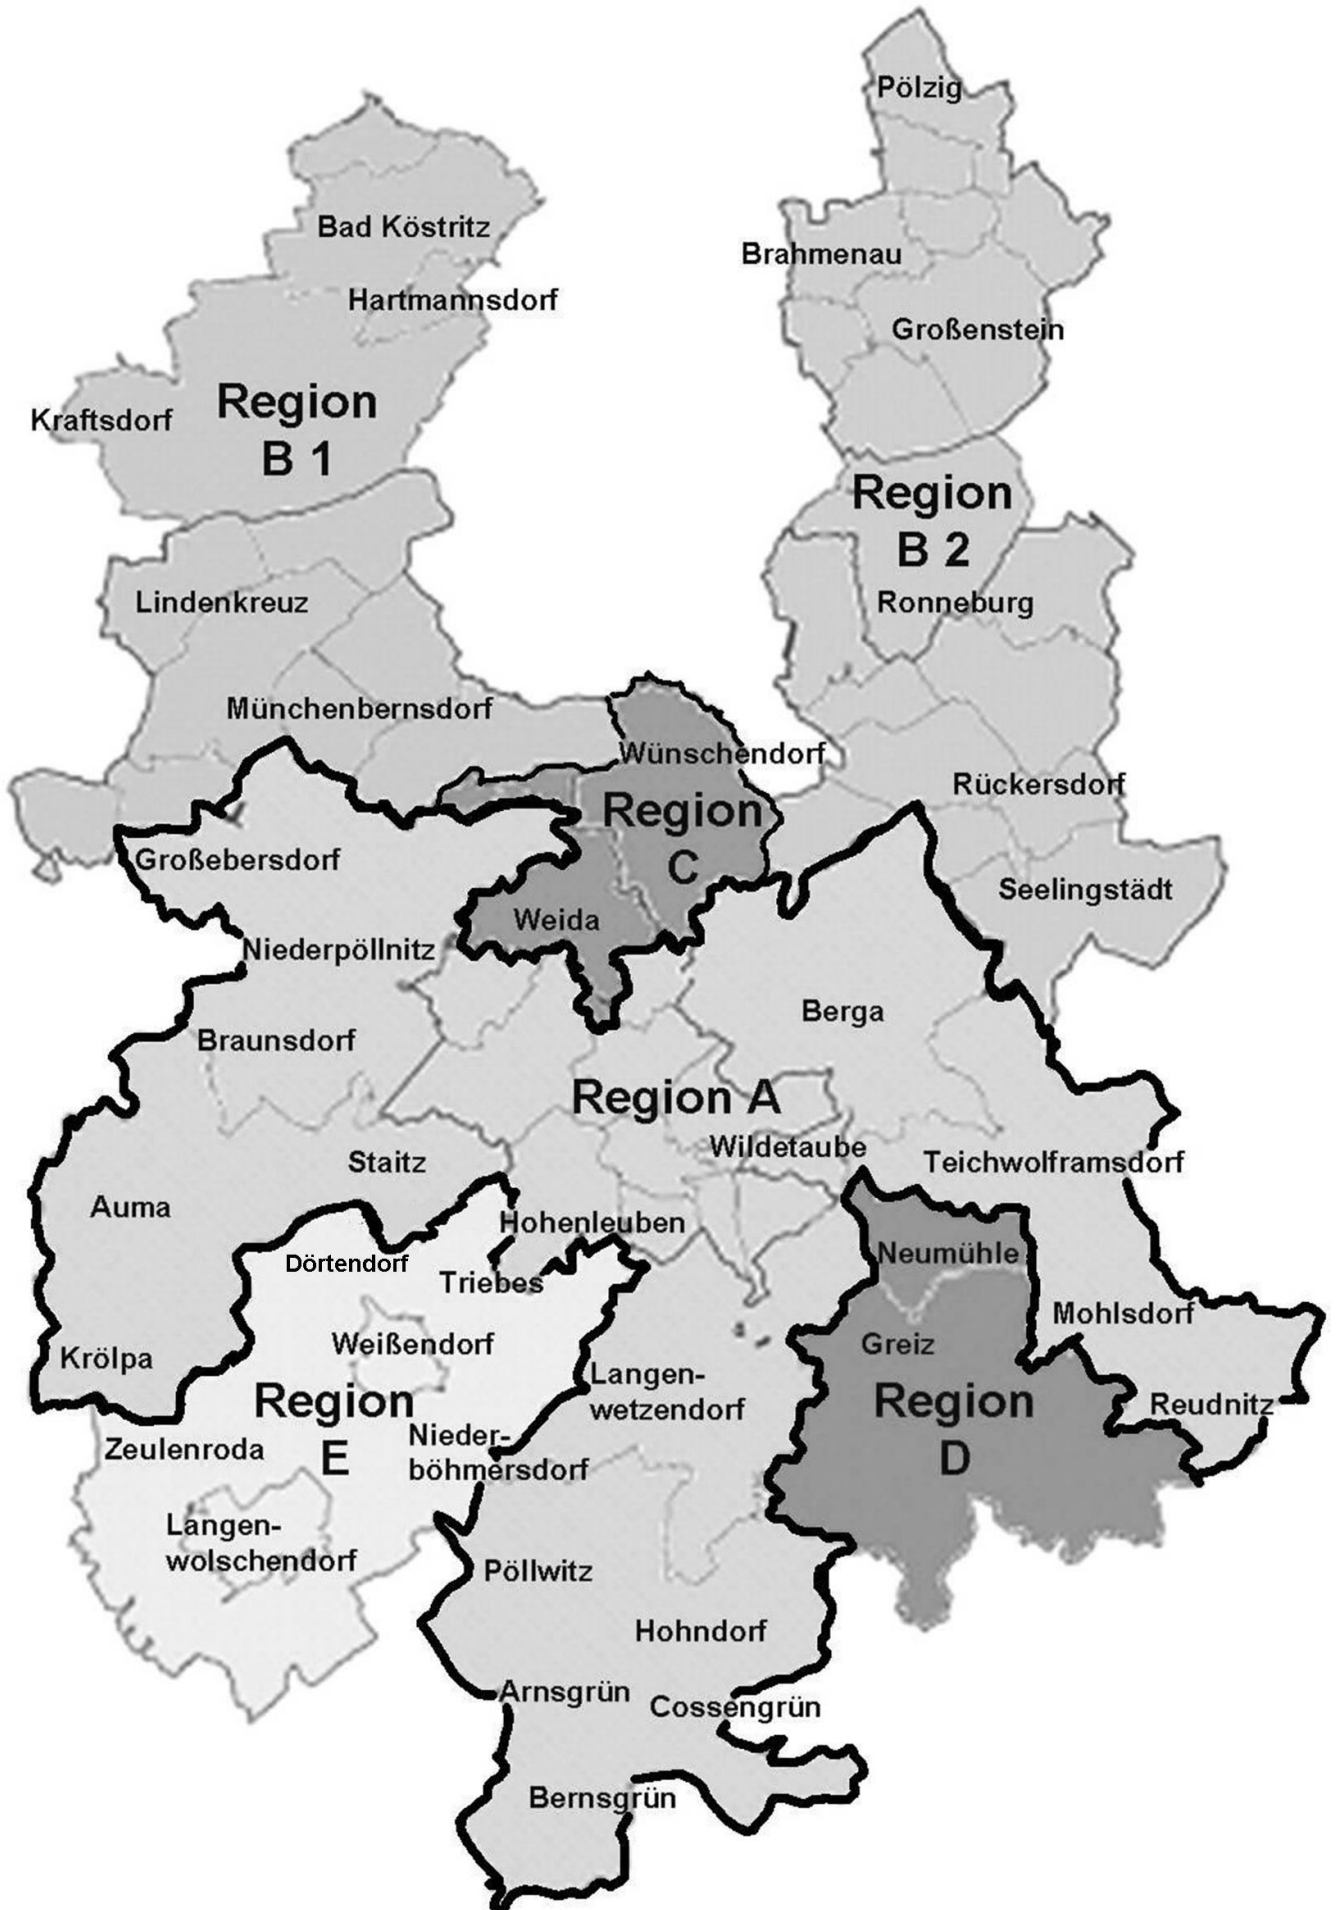 Pölzig
Bad Köstritz
Brahmenau
Hartmannsdorf
Großenstein
Region
B 1
Kraftsdorf
Region
B 2
Lindenkreuz
Ronneburg
Münchenbernsdorf
Wünschendorf
Rückersdorf
Region
C
Großebersdorf
Seelingstädt
Weida
Niederpöllnitz
Berga
Braunsdorf
Region A
Wildetaube
Staitz
Teichwolframsdorf
Auma
Hohenleuben
Neumühle
Dörtendorf
Triebes
Mohlsdorf
Weißendorf
Greiz
Krölpa
Langen-
wetzendorf
Region
E
Region
D
Reudnitz
Zeulenroda
Nieder-
böhmersdorf
Langen-
wolschendorf
Pöllwitz
Hohndorf
Arnsgrün
Cossengrün
Bernsgrün